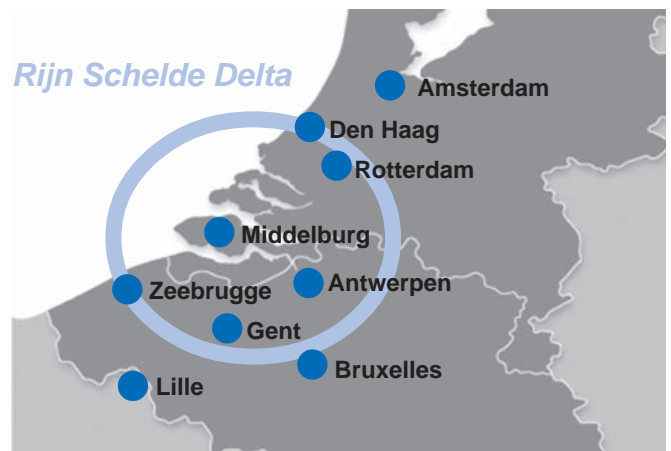 Rijn Schelde Delta
Amsterdam
Den Haag
Rotterdam
Middelburg
Zeebrugge
Antwerpen
Gent
Bruxelles
Lille